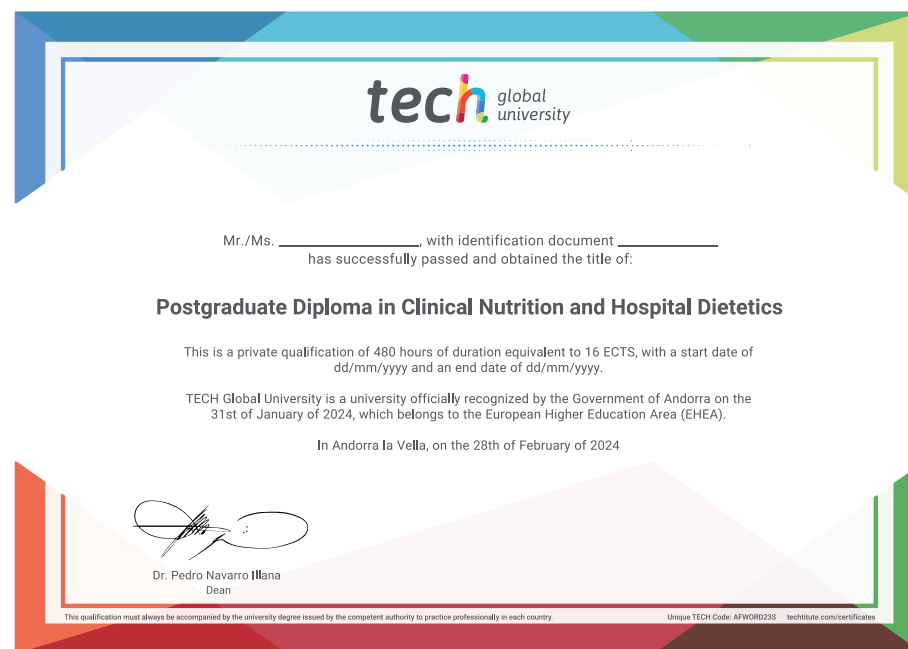 tech global university
Mr./Ms. ____________________, with identification document ______________
has successfully passed and obtained the title of:
Postgraduate Diploma in Clinical Nutrition and Hospital Dietetics
This is a private qualification of 480 hours of duration equivalent to 16 ECTS, with a start date of
dd/mm/yyyy and an end date of dd/mm/yyyy.
TECH Global University is a university officially recognized by the Government of Andorra on the
31st of January of 2024, which belongs to the European Higher Education Area (EHEA).
In Andorra la Vella, on the 28th of February of 2024
Dr. Pedro Navarro Illana
Dean
This qualification must always be accompanied by the university degree issued by the competent authority to practice professionally in each country.
Unique TECH Code: AFWORD23S techtitute.com/certificates